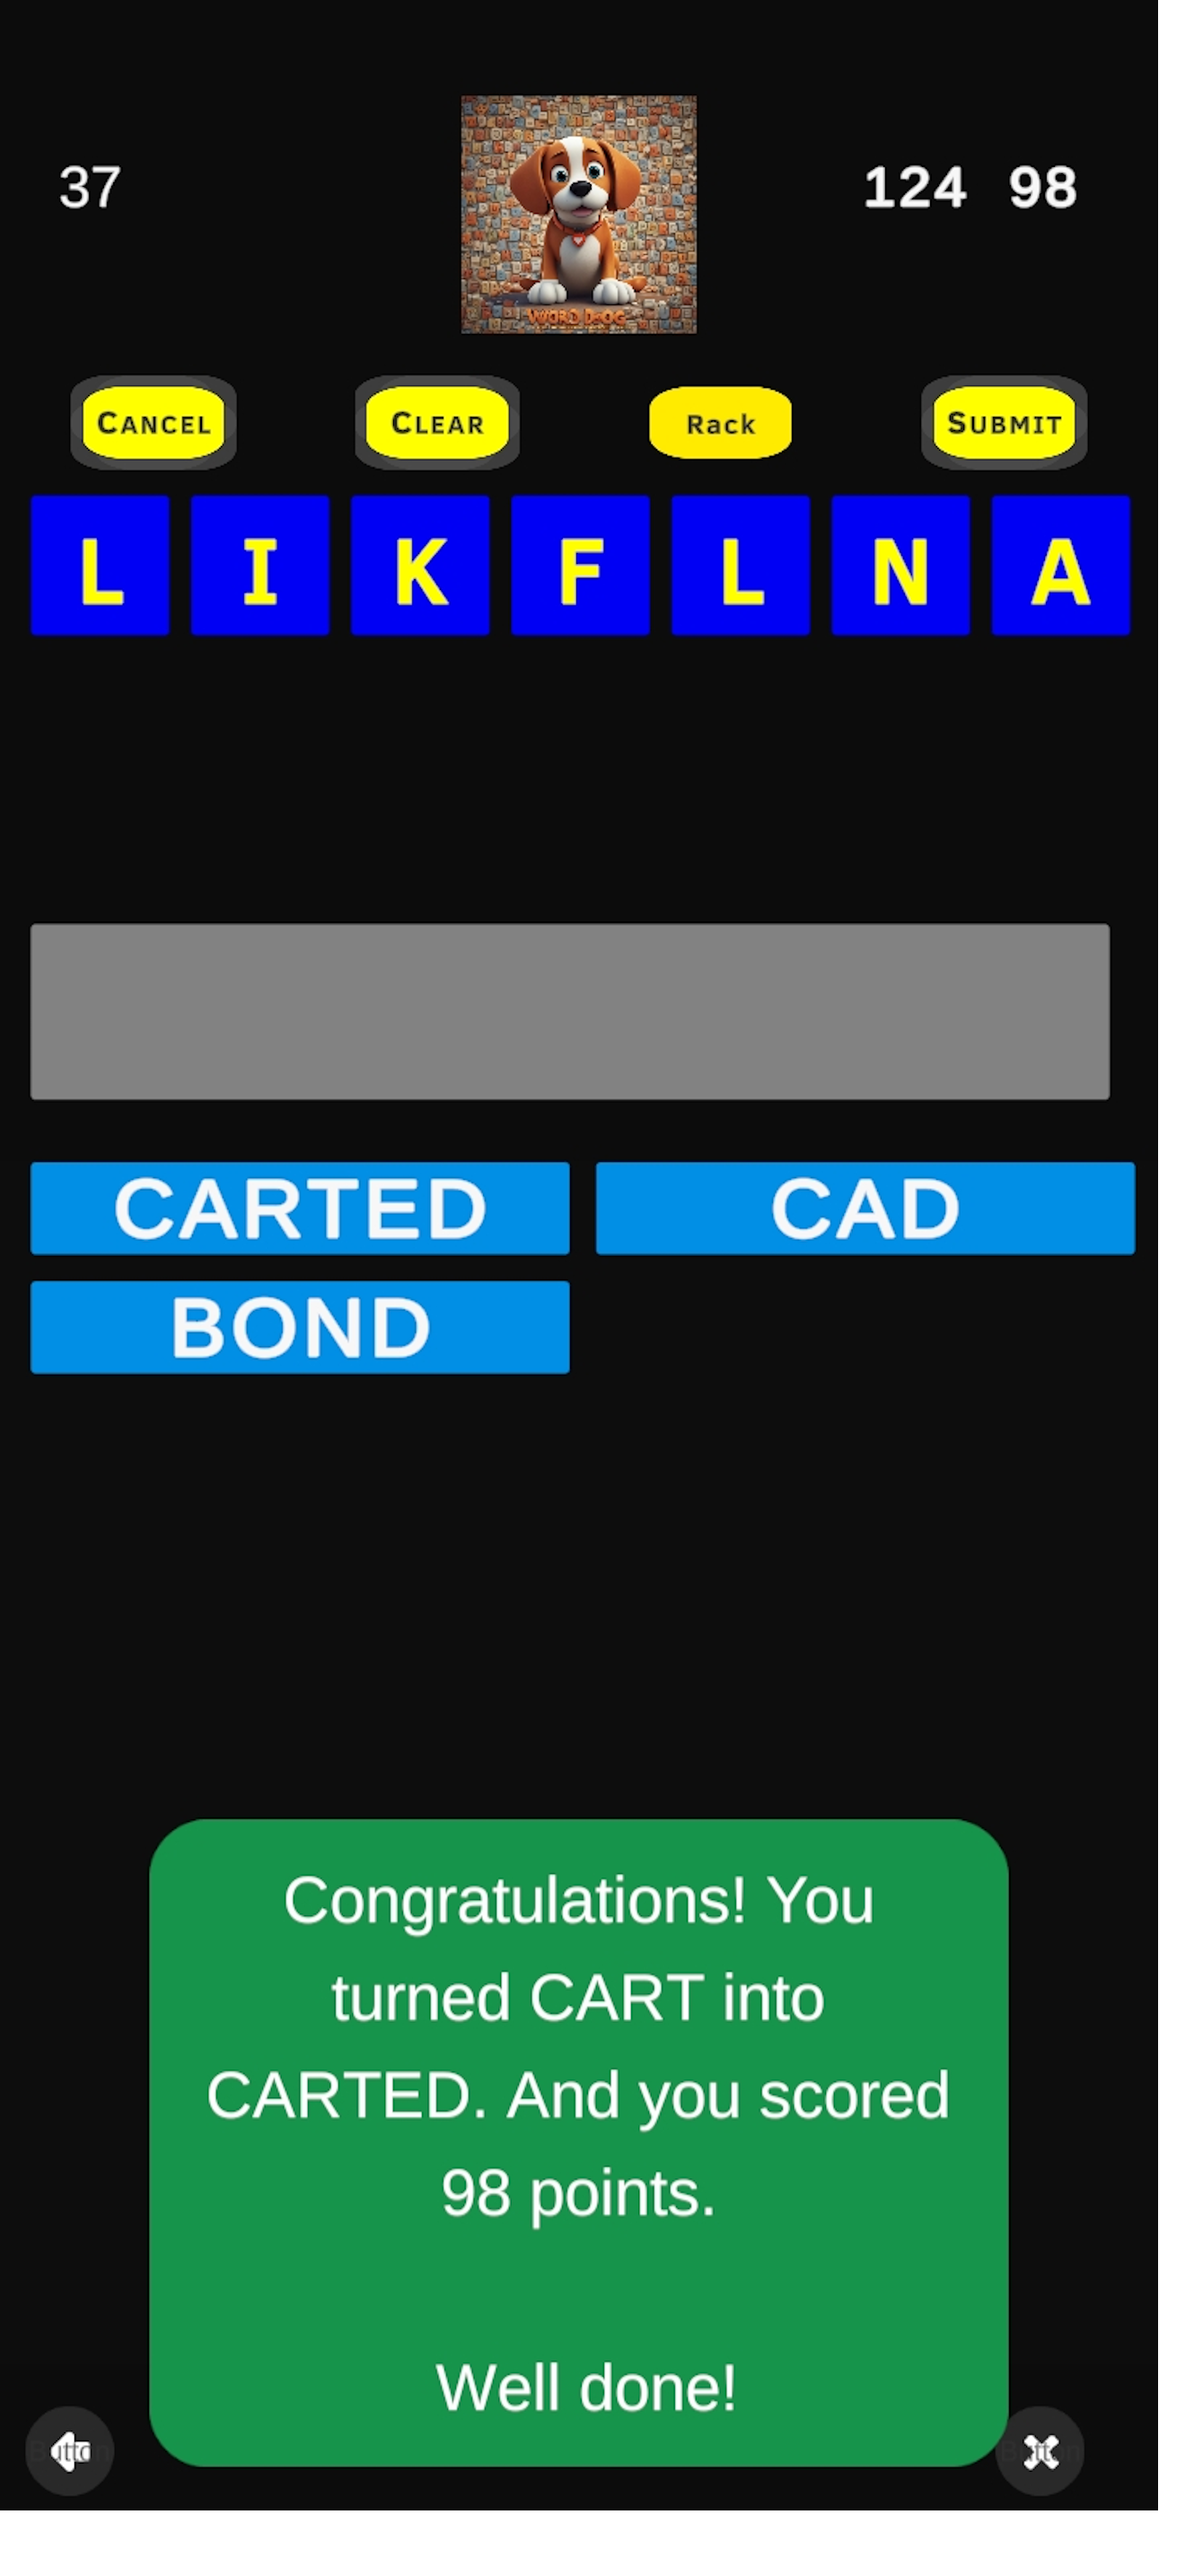 37
124 98
WORD DOG
CANCEL CLEAR Rack SUBMIT
L I K F L N A
CARTED CAD
BOND
Congratulations! You
turned CART into
CARTED. And you scored
98 points.
Well done!